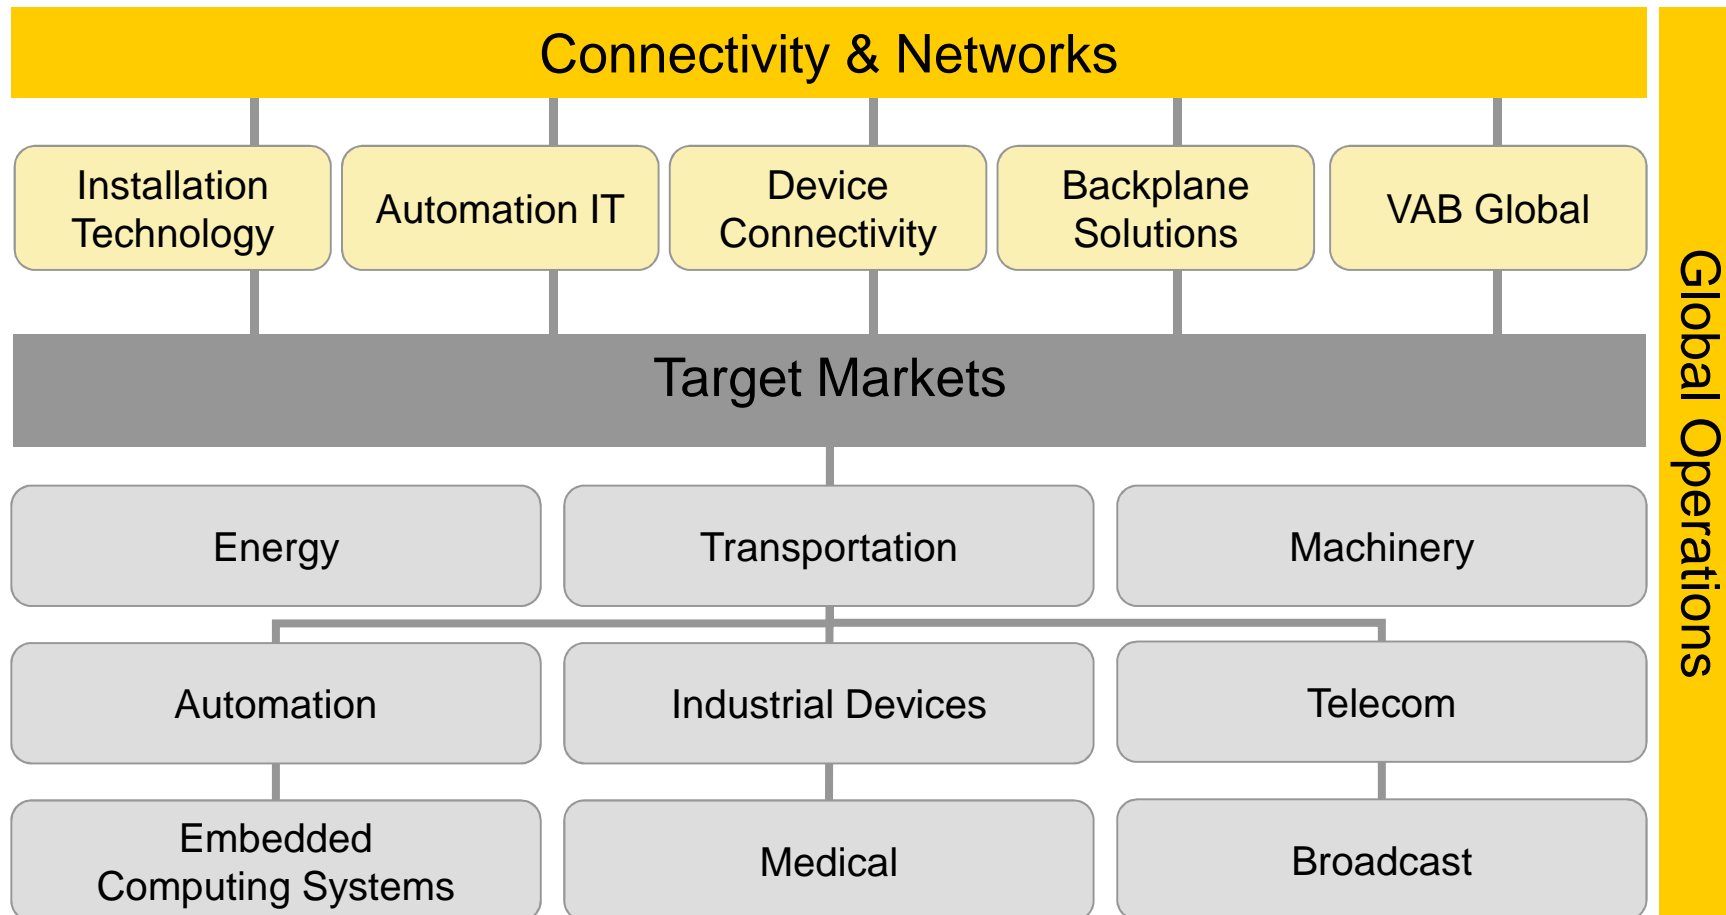 Connectivity & Networks
Installation
Technology
Automation IT
Device
Connectivity
Backplane
Solutions
VAB Global
Target Markets
Energy
Transportation
Machinery
Automation
Industrial Devices
Telecom
Embedded
Computing Systems
Medical
Broadcast
Global Operations